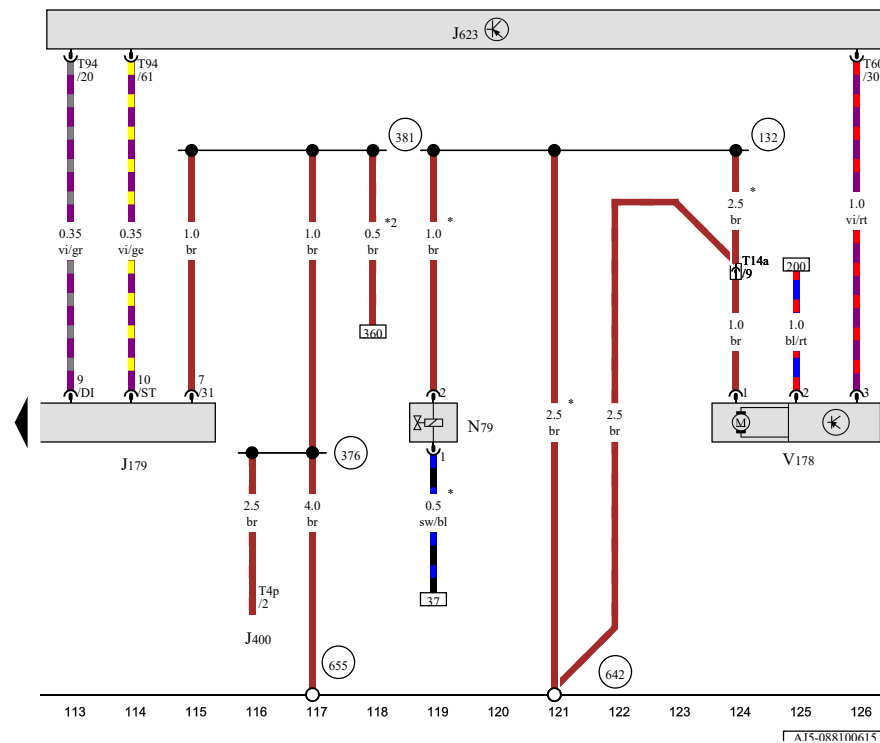 J623
T94
/20
T94
/61
T60
/30
381
132
0.35
vi/gr
0.35
vi/ge
1.0
br
1.0
br
*2
0.5
br
*
1.0
br
*
2.5
br
1.0
vi/rt
T14a
/9
200
360
1.0
br
1.0
bl/rt
9
/DI
10
/ST
7
/31
2
1
2
3
J179
N79
M
V178
*
2.5
br
2.5
br
376
1
2.5
br
4.0
br
*
0.5
sw/bl
T4p
/2
37
J400
655
642
113 114 115 116 117 118 119 120 121 122 123 124 125 126
AJ5-088100615